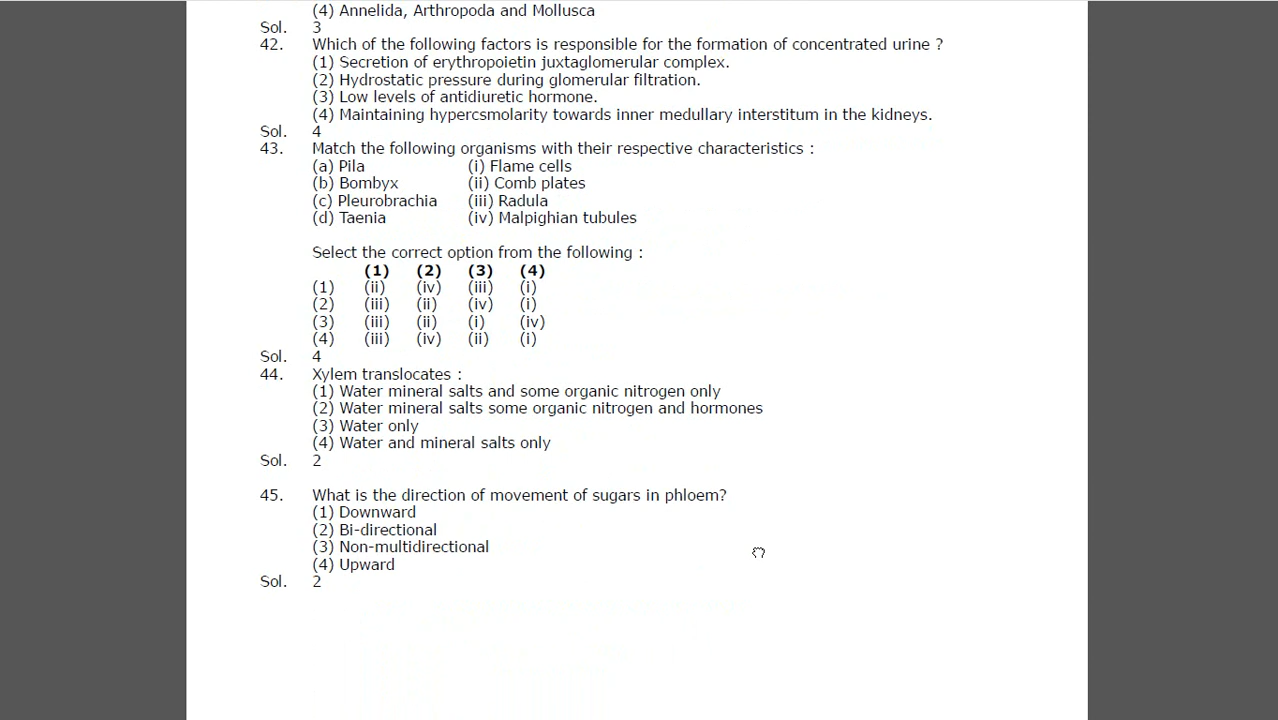 (4) Annelida, Arthropoda and Mollusca
Sol. 3
42. Which of the following factors is responsible for the formation of concentrated urine ?
(1) Secretion of erythropoietin juxtaglomerular complex.
(2) Hydrostatic pressure during glomerular filtration.
(3) Low levels of antidiuretic hormone.
(4) Maintaining hypercsmolarity towards inner medullary interstitum in the kidneys.
Sol. 4
43. Match the following organisms with their respective characteristics :
(a) Pila (i) Flame cells
(b) Bombyx (ii) Comb plates
(c) Pleurobrachia (iii) Radula
(d) Taenia (iv) Malpighian tubules
Select the correct option from the following :
(1) (2) (3) (4)
(1) (ii) (iv) (iii) (i)
(2) (iii) (ii) (iv) (i)
(3) (iii) (ii) (i) (iv)
(4) (iii) (iv) (ii) (i)
Sol. 4
44. Xylem translocates :
(1) Water mineral salts and some organic nitrogen only
(2) Water mineral salts some organic nitrogen and hormones
(3) Water only
(4) Water and mineral salts only
Sol. 2
45. What is the direction of movement of sugars in phloem?
(1) Downward
(2) Bi-directional
(3) Non-multidirectional
(4) Upward
Sol. 2